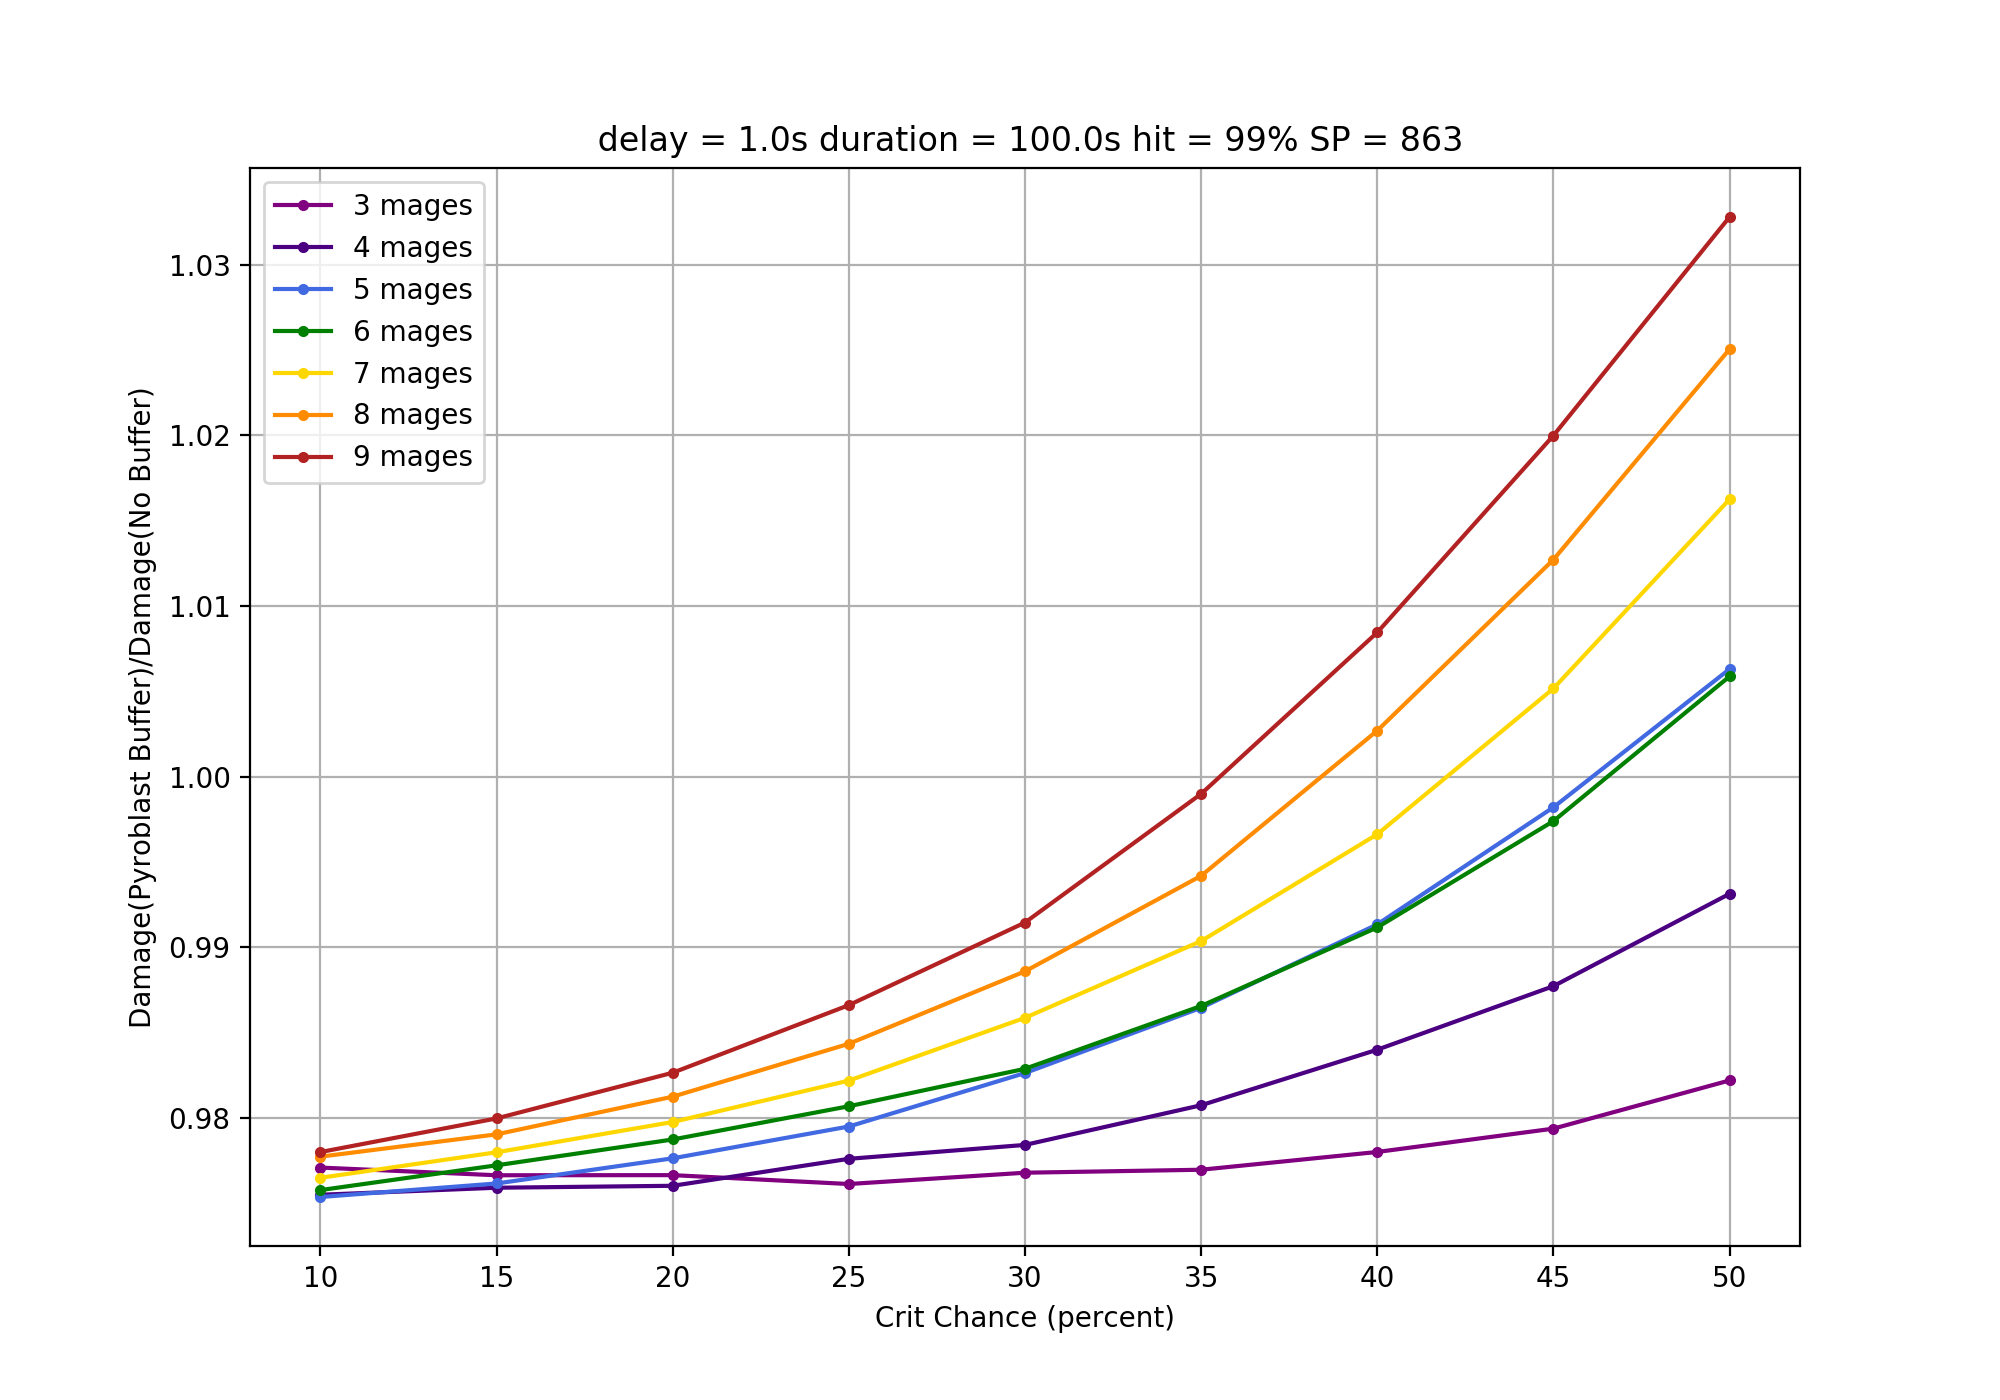 delay = 1.0s duration = 100.0s hit = 99% SP = 863
3 mages
4 mages
5 mages
6 mages
7 mages
8 mages
9 mages
Damage(Pyroblast Buffer)/Damage(No Buffer)
1.03
1.02
1.01
1.00
0.99
0.98
10 15 20 25 30 35 40 45 50
Crit Chance (percent)